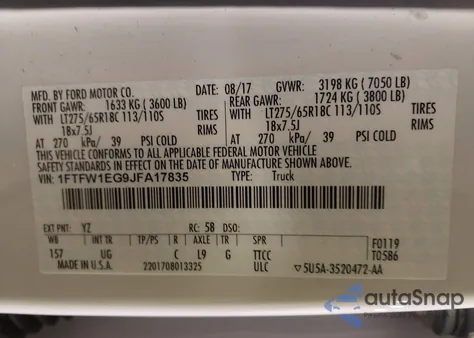 MFD. BY FORD MOTOR CO.
DATE: 08/17 GVWR: 3198 KG (7050 LB)
FRONT GAWR: 1633 KG (3600 LB) REAR GAWR: 1724 KG (3800 LB)
WITH LT275/65R18C 113/110S TIRES WITH LT275/65R18C 113/110S TIRES
18x7.5J RIMS 18x7.5J RIMS
AT 270 kPa/ 39 PSI COLD AT 270 kPa/ 39 PSI COLD
THIS VEHICLE CONFORMS TO ALL APPLICABLE FEDERAL MOTOR VEHICLE
SAFETY STANDARDS IN EFFECT ON THE DATE OF MANUFACTURE SHOWN ABOVE.
VIN: 1FTFW1EG9JFA17835 TYPE: Truck
EXT PNT: YZ RC: 58 DSO:
WB INT TR TP/PS R AXLE TR SPR F0119
157 UG C L9 G TTCC T0586
MADE IN U.S.A. 2201708013325 ULC 5U5A-3520472-AA
autoSnap
POWERED BY